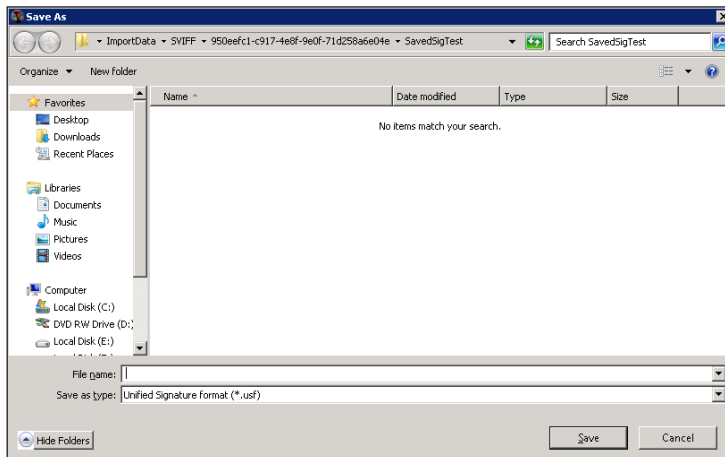 Save As
ImportData ▾ SVIFF ▾ 950eefc1-c917-4e8f-9e0f-71d258a6e04e ▾ SavedSigTest
Search SavedSigTest
Organize ▾ New folder
Name
Date modified
Type
Size
No items match your search.
Favorites
Desktop
Downloads
Recent Places
Libraries
Documents
Music
Pictures
Videos
Computer
Local Disk (C:)
DVD RW Drive (D:)
Local Disk (E:)
File name:
Save as type: Unified Signature format (*.usf)
Hide Folders
Save
Cancel